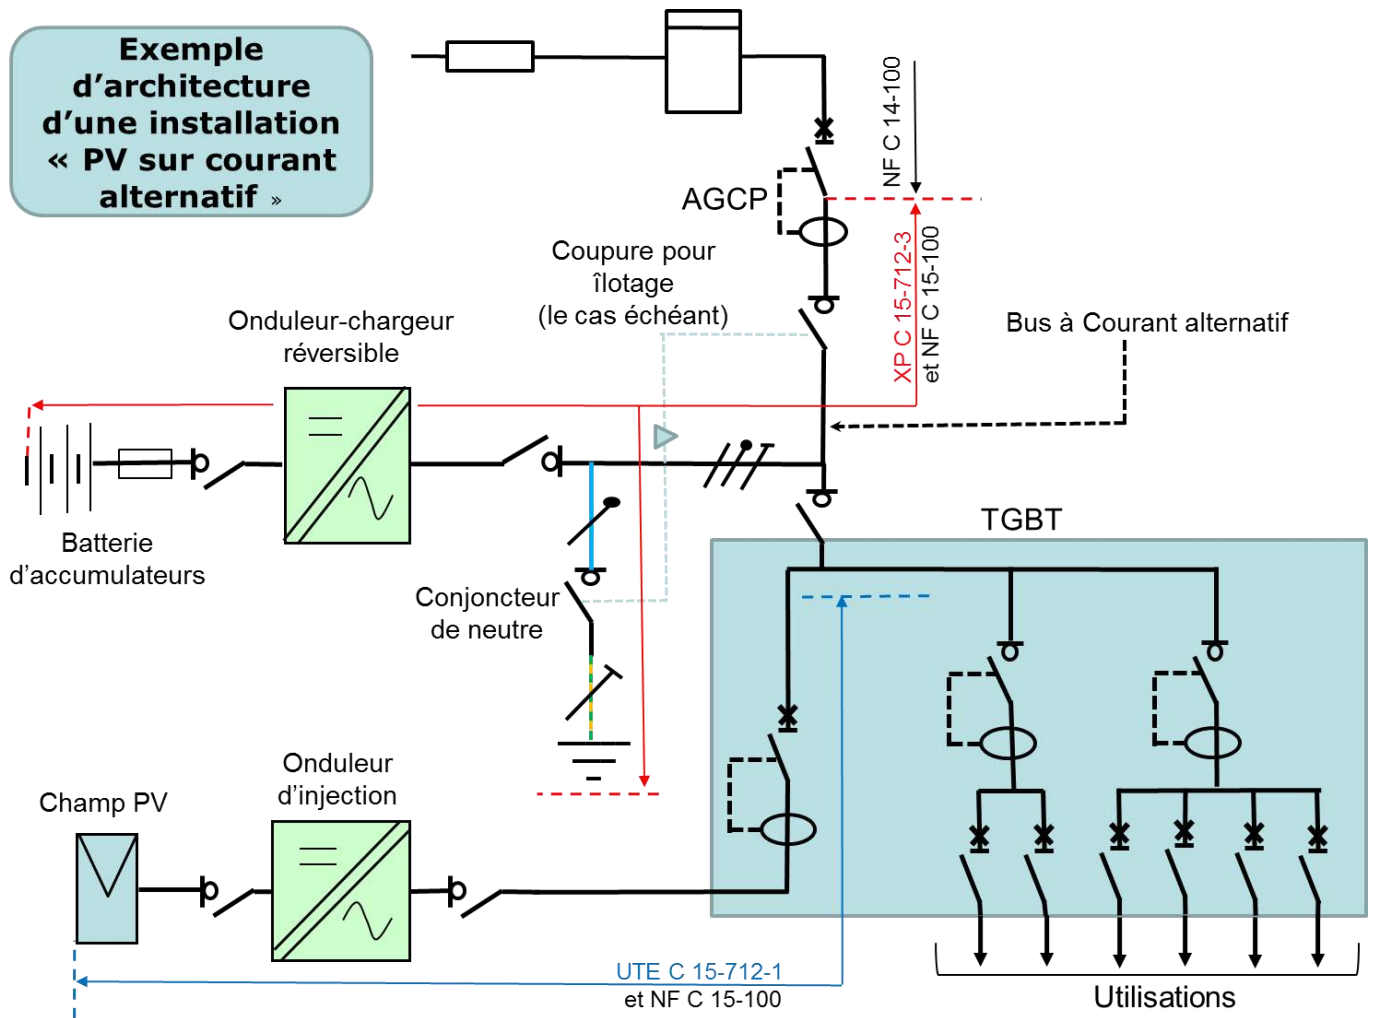 Exemple
d’architecture
d’une installation
« PV sur courant
alternatif »
NF C 14-100
AGCP
XP C 15-712-3
et NF C 15-100
Coupure pour
îlotage
(le cas échéant)
Bus à Courant alternatif
Onduleur-chargeur
réversible
Batterie
d’accumulateurs
TGBT
Conjoncteur
de neutre
Onduleur
d’injection
Champ PV
UTE C 15-712-1
et NF C 15-100
Utilisations